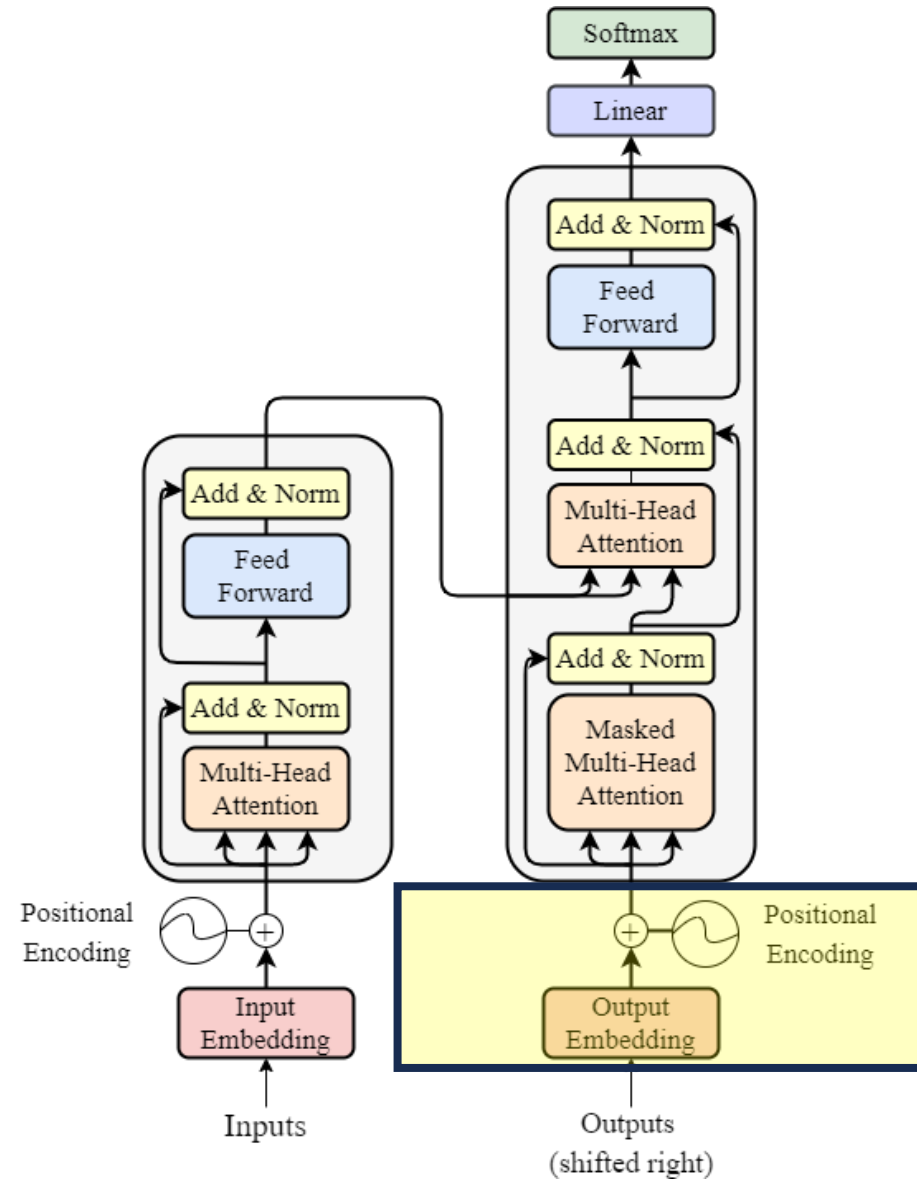 Softmax
Linear
Add & Norm
Feed
Forward
Add & Norm
Multi-Head
Attention
Add & Norm
Masked
Multi-Head
Attention
Add & Norm
Feed
Forward
Add & Norm
Multi-Head
Attention
Positional
Encoding
Positional
Encoding
Input
Embedding
Output
Embedding
Inputs
Outputs
(shifted right)